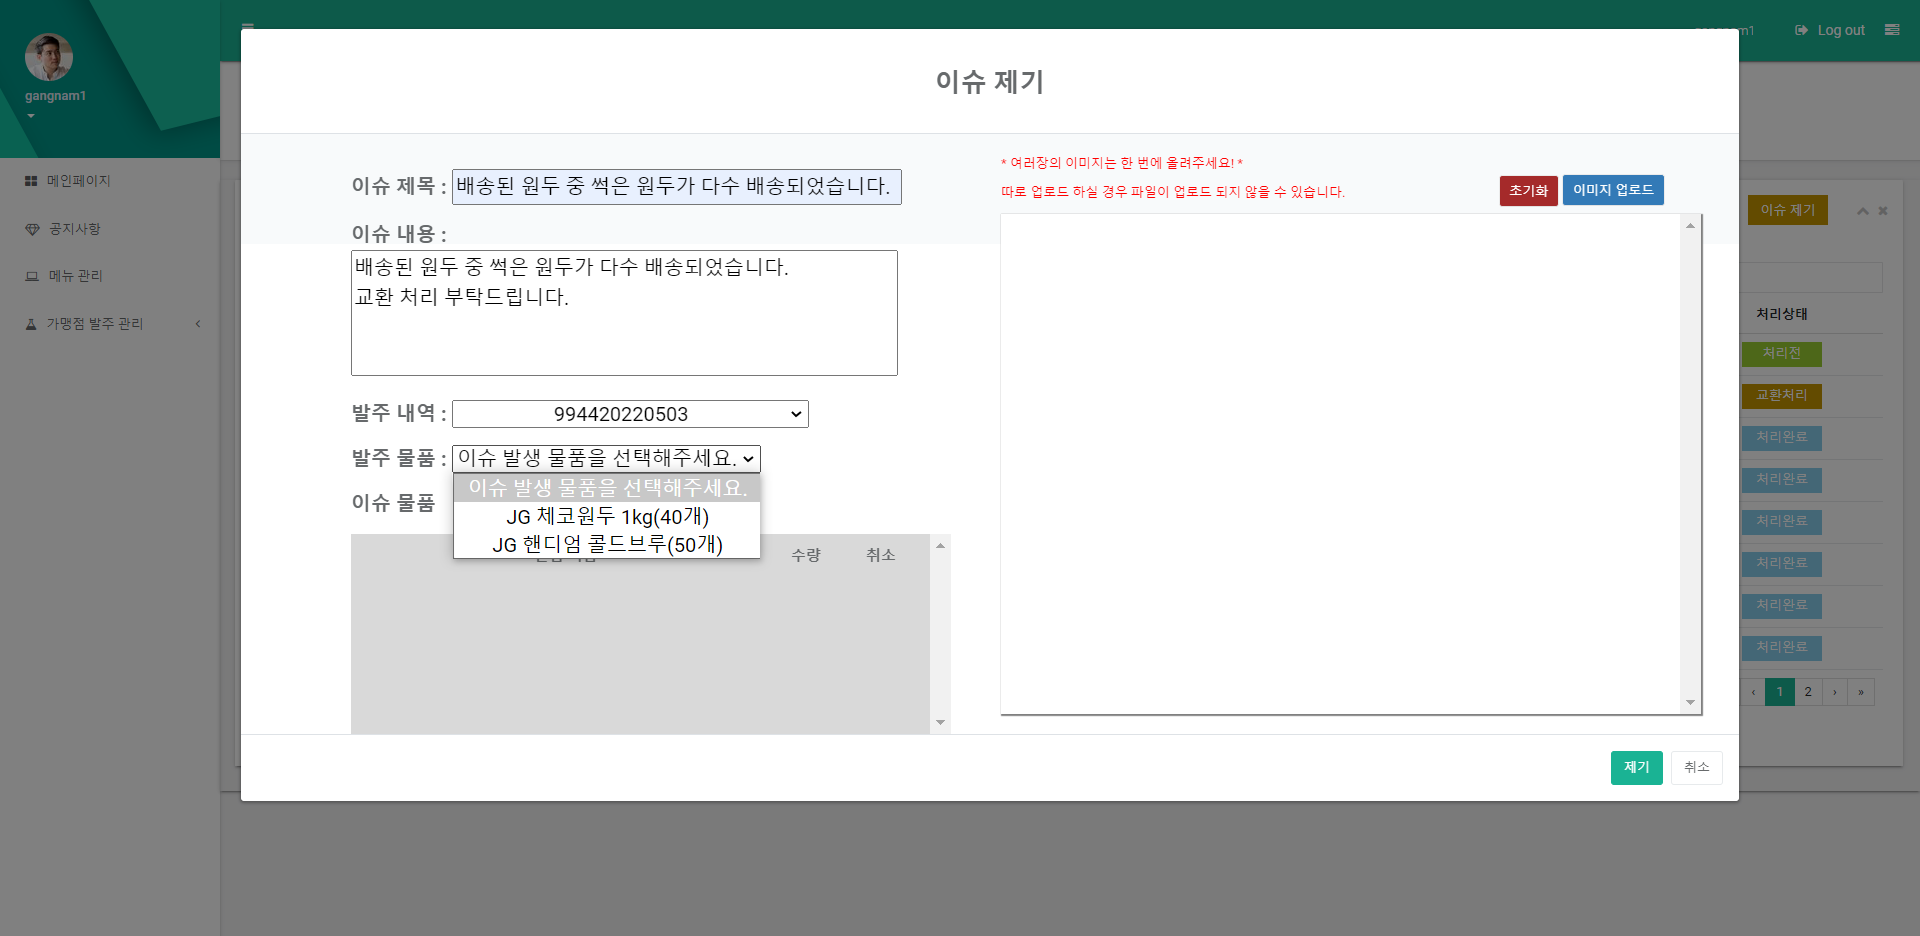 gangnam1
Log out
gangnam1
메인페이지
공지사항
메뉴 관리
가맹점 발주 관리
이슈 제기
이슈 제목 : 배송된 원두 중 썩은 원두가 다수 배송되었습니다.
이슈 내용 :
배송된 원두 중 썩은 원두가 다수 배송되었습니다.
교환 처리 부탁드립니다.
발주 내역 : 994420220503
발주 물품 : 이슈 발생 물품을 선택해주세요.
이슈 발생 물품을 선택해주세요.
JG 체코원두 1kg(40개)
JG 핸디엄 콜드브루(50개)
이슈 물품
수량 취소
* 여러장의 이미지는 한 번에 올려주세요! *
따로 업로드 하실 경우 파일이 업로드 되지 않을 수 있습니다.
초기화 이미지 업로드
제기 취소
이슈 제기
처리상태
처리전
교환처리
처리완료
처리완료
처리완료
처리완료
처리완료
처리완료
‹ 1 2 › »